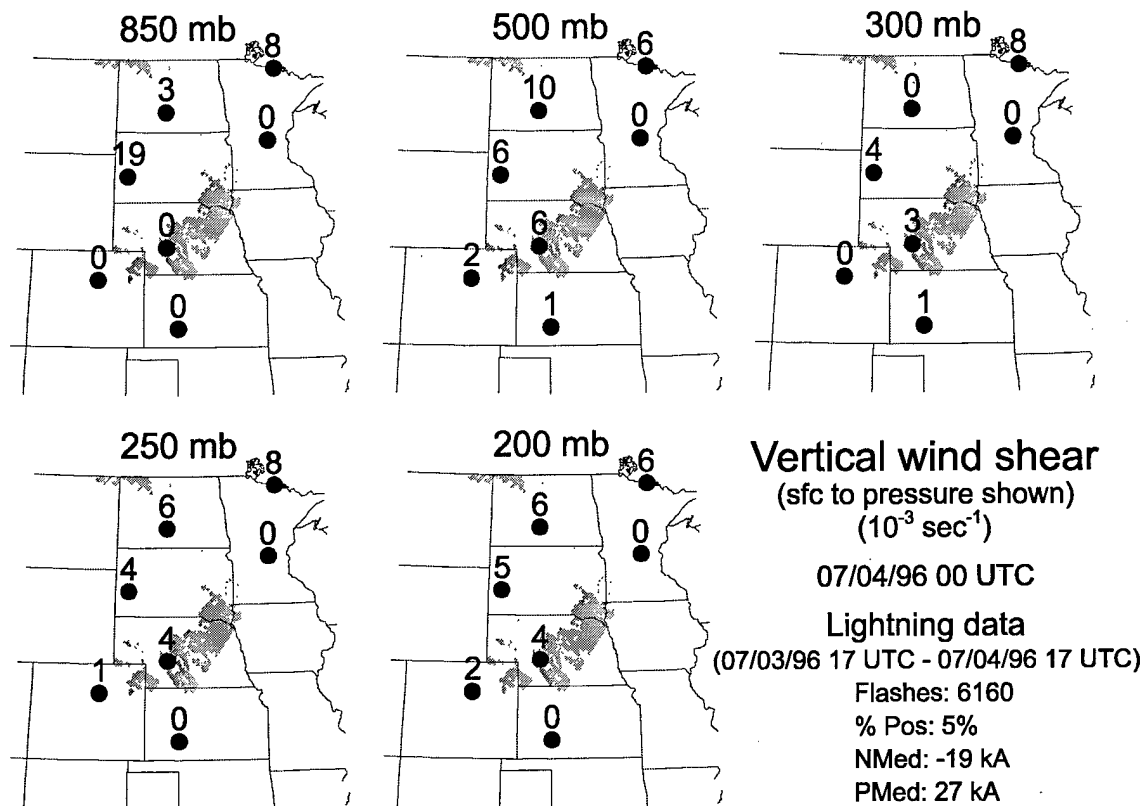 850 mb
8
3
0
19
0
0
0
500 mb
6
10
0
6
6
2
1
300 mb
8
0
0
4
3
0
1
250 mb
8
6
0
4
4
1
0
200 mb
6
6
0
5
4
2
0
Vertical wind shear
(sfc to pressure shown)
(10⁻³ sec⁻¹)
07/04/96 00 UTC
Lightning data
(07/03/96 17 UTC - 07/04/96 17 UTC)
Flashes: 6160
% Pos: 5%
NMed: -19 kA
PMed: 27 kA